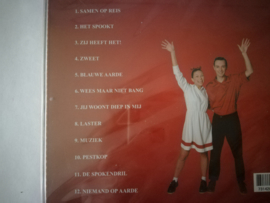 1. SAMEN OP REIS
2. HET SPOOKT
3. ZIJ HEEFT HET!
4. ZWEET
5. BLAUWE AARDE
6. WEES MAAR NIET BANG
7. HIJ WOONT DIEP IN MIJ
8. LASTER
9. MUZIEK
10. PESTKOP
11. DE SPOKENDRIL
12. NIEMAND OP AARDE